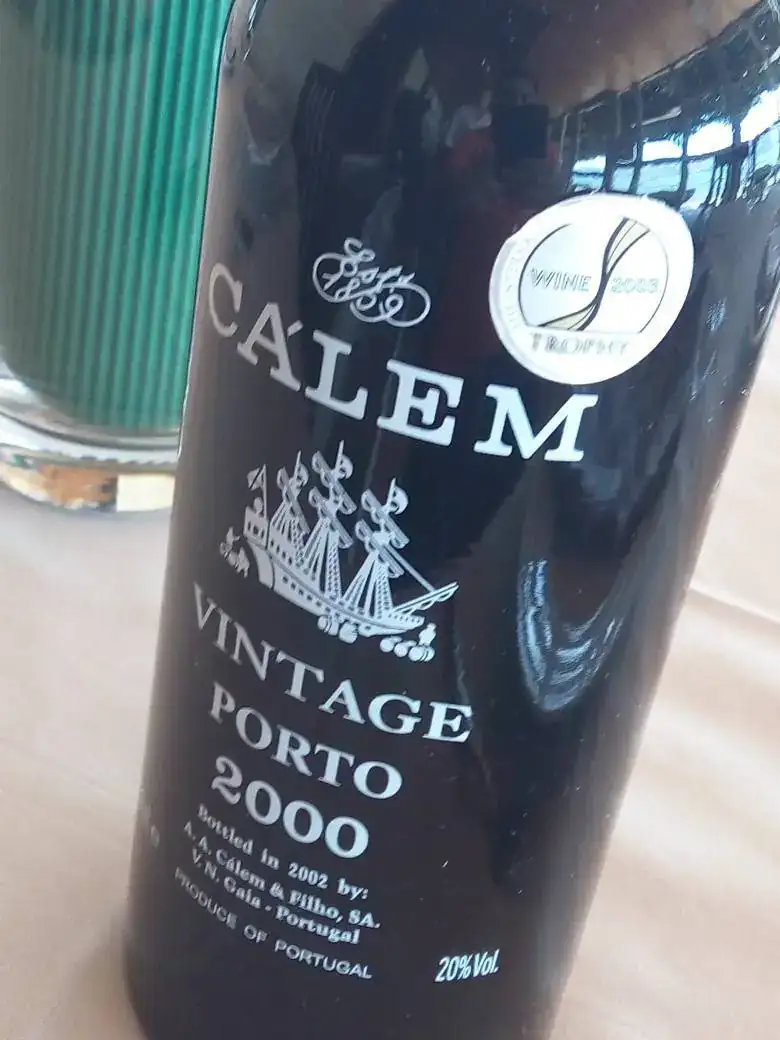 Estd
1859
CÁLEM
WINE 2003
TROPHY
VINTAGE
PORTO
2000
Bottled in 2002 by:
A. A. Cálem & Filho, SA.
V. N. Gaia - Portugal
PRODUCE OF PORTUGAL
20% Vol.